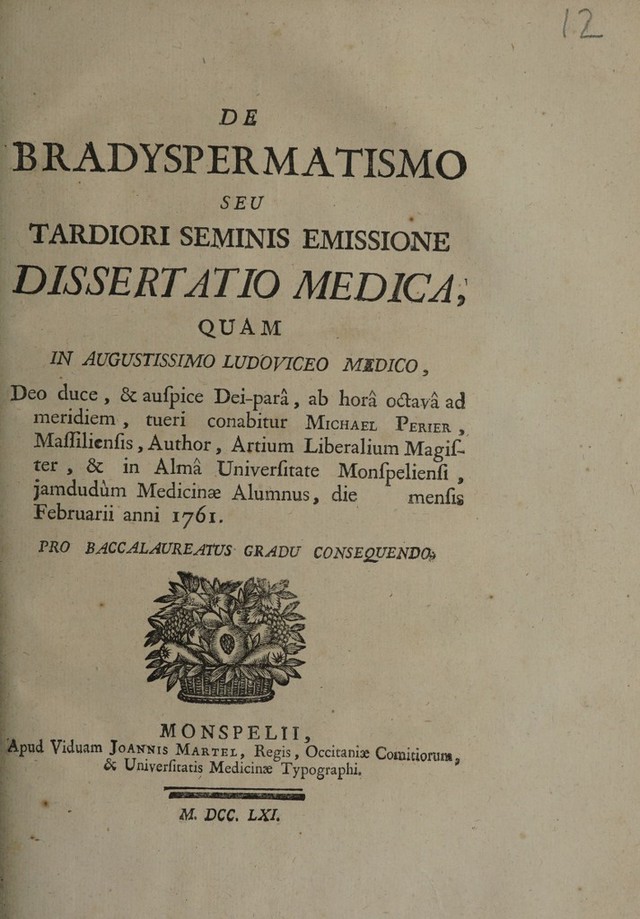 12
DE
BRADYSPERMATISMO
SEU
TARDIORI SEMINIS EMISSIONE
DISSERTATIO MEDICA,
QUAM
IN AUGUSTISSIMO LUDOVICEO MEDICO,
Deo duce, & auſpice Dei-parâ, ab horâ octavâ ad
meridiem, tueri conabitur MICHAEL PERIER,
Maſſilienſis, Author, Artium Liberalium Magiſ-
ter, & in Almâ Univerſitate Monſpelienſi,
jamdudùm Medicinæ Alumnus, die menſis
Februarii anni 1761.
PRO BACCALAUREATUS GRADU CONSEQUENDO.
MONSPELII,
Apud Viduam JOANNIS MARTEL, Regis, Occitaniæ Comitiorum,
& Univerſitatis Medicinæ Typographi.
M. DCC. LXI.